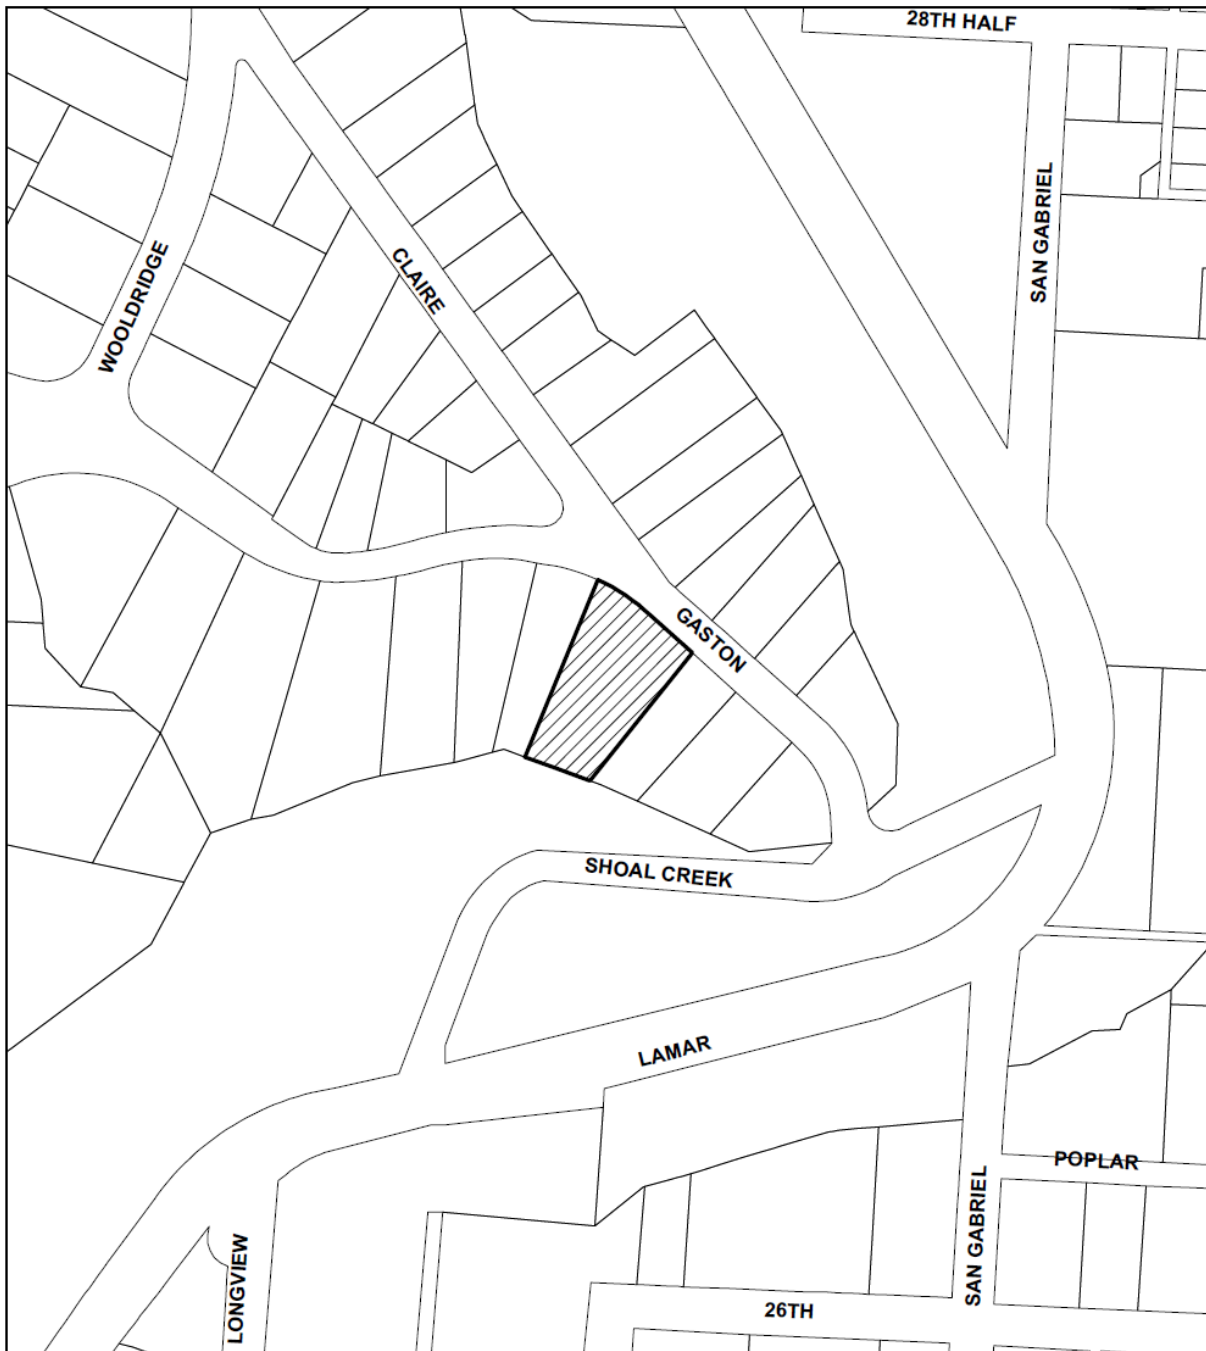 28TH HALF
SAN GABRIEL
WOOLDRIDGE
CLAIRE
GASTON
SHOAL CREEK
LAMAR
POPLAR
SAN GABRIEL
LONGVIEW
26TH